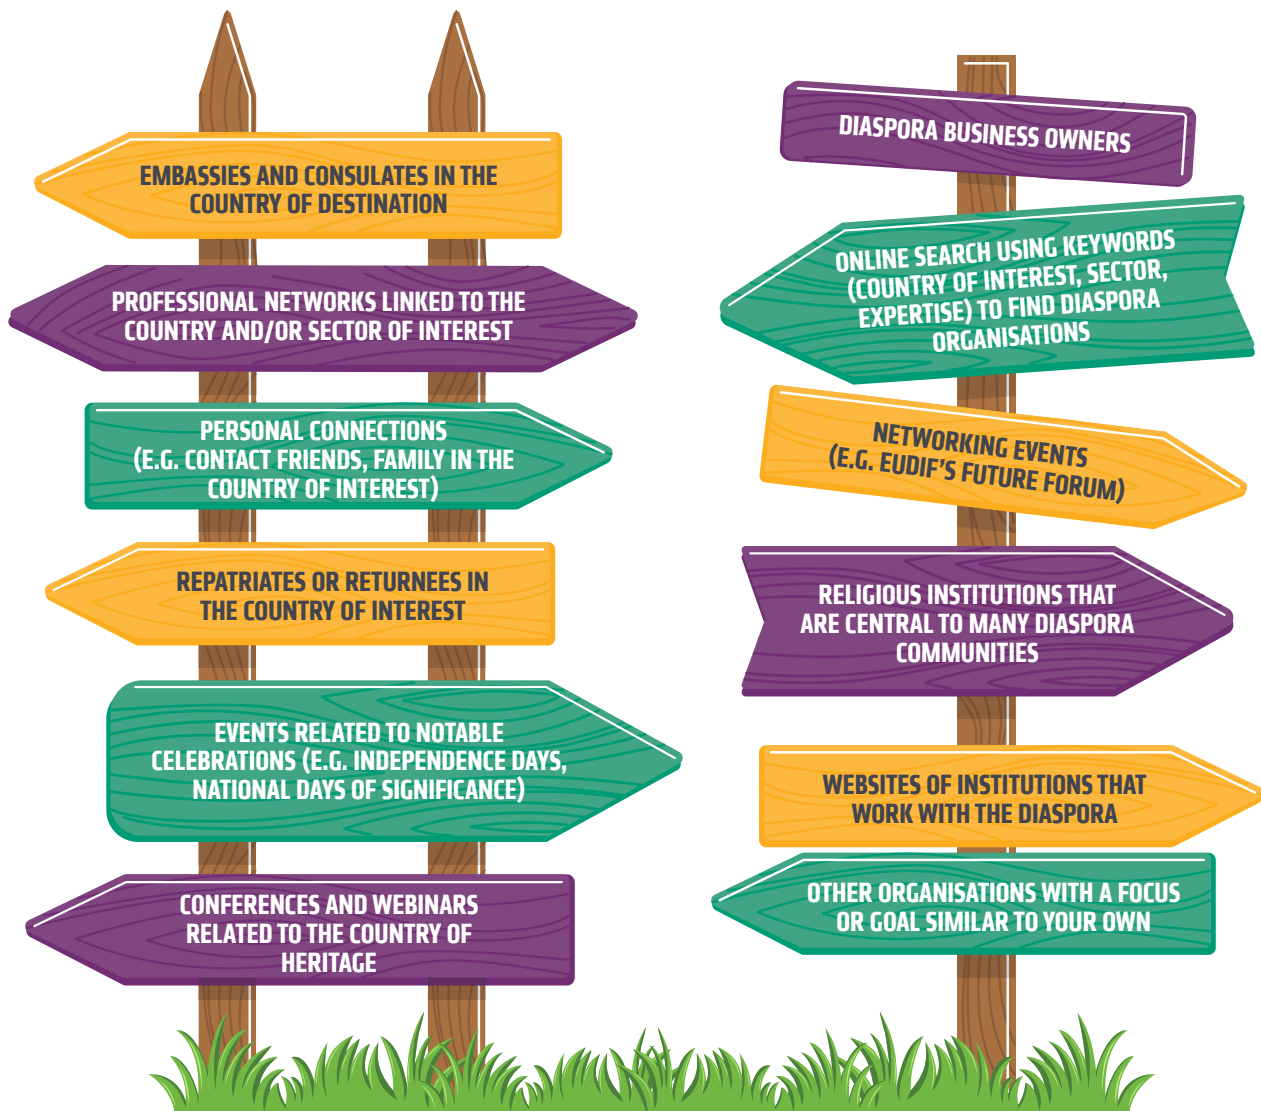 EMBASSIES AND CONSULATES IN THE
COUNTRY OF DESTINATION
PROFESSIONAL NETWORKS LINKED TO THE
COUNTRY AND/OR SECTOR OF INTEREST
PERSONAL CONNECTIONS
(E.G. CONTACT FRIENDS, FAMILY IN THE
COUNTRY OF INTEREST)
REPATRIATES OR RETURNEES IN
THE COUNTRY OF INTEREST
EVENTS RELATED TO NOTABLE
CELEBRATIONS (E.G. INDEPENDENCE DAYS,
NATIONAL DAYS OF SIGNIFICANCE)
CONFERENCES AND WEBINARS
RELATED TO THE COUNTRY OF
HERITAGE
DIASPORA BUSINESS OWNERS
ONLINE SEARCH USING KEYWORDS
(COUNTRY OF INTEREST, SECTOR,
EXPERTISE) TO FIND DIASPORA
ORGANISATIONS
NETWORKING EVENTS
(E.G. EUDIF'S FUTURE FORUM)
RELIGIOUS INSTITUTIONS THAT
ARE CENTRAL TO MANY DIASPORA
COMMUNITIES
WEBSITES OF INSTITUTIONS THAT
WORK WITH THE DIASPORA
OTHER ORGANISATIONS WITH A FOCUS
OR GOAL SIMILAR TO YOUR OWN